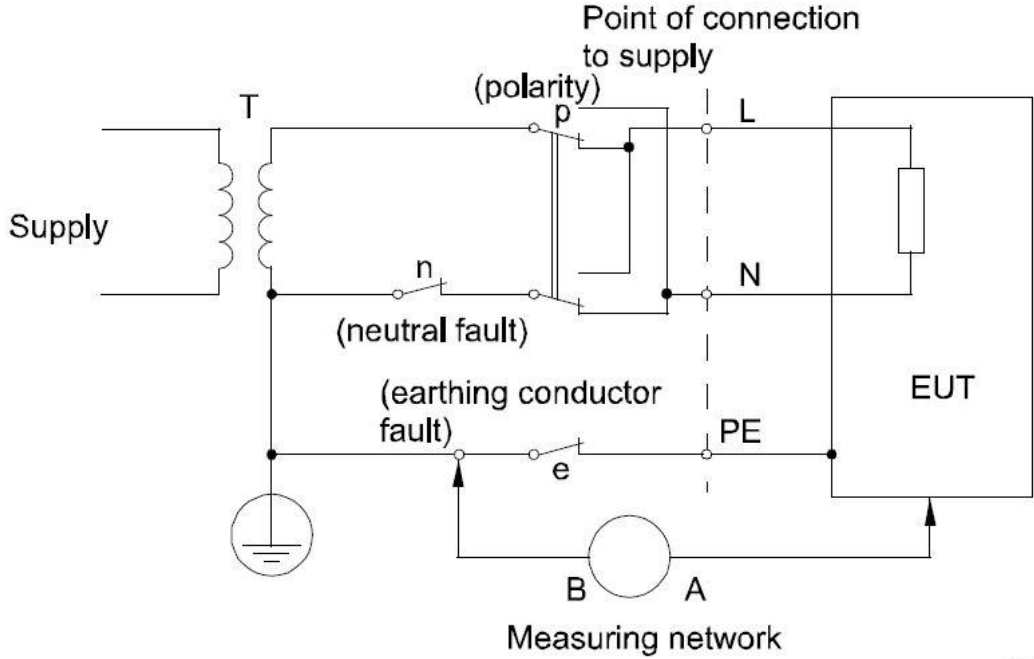 Point of connection
to supply
(polarity)
T
p
L
Supply
n
N
(neutral fault)
(earthing conductor
fault)
EUT
PE
e
B
A
Measuring network